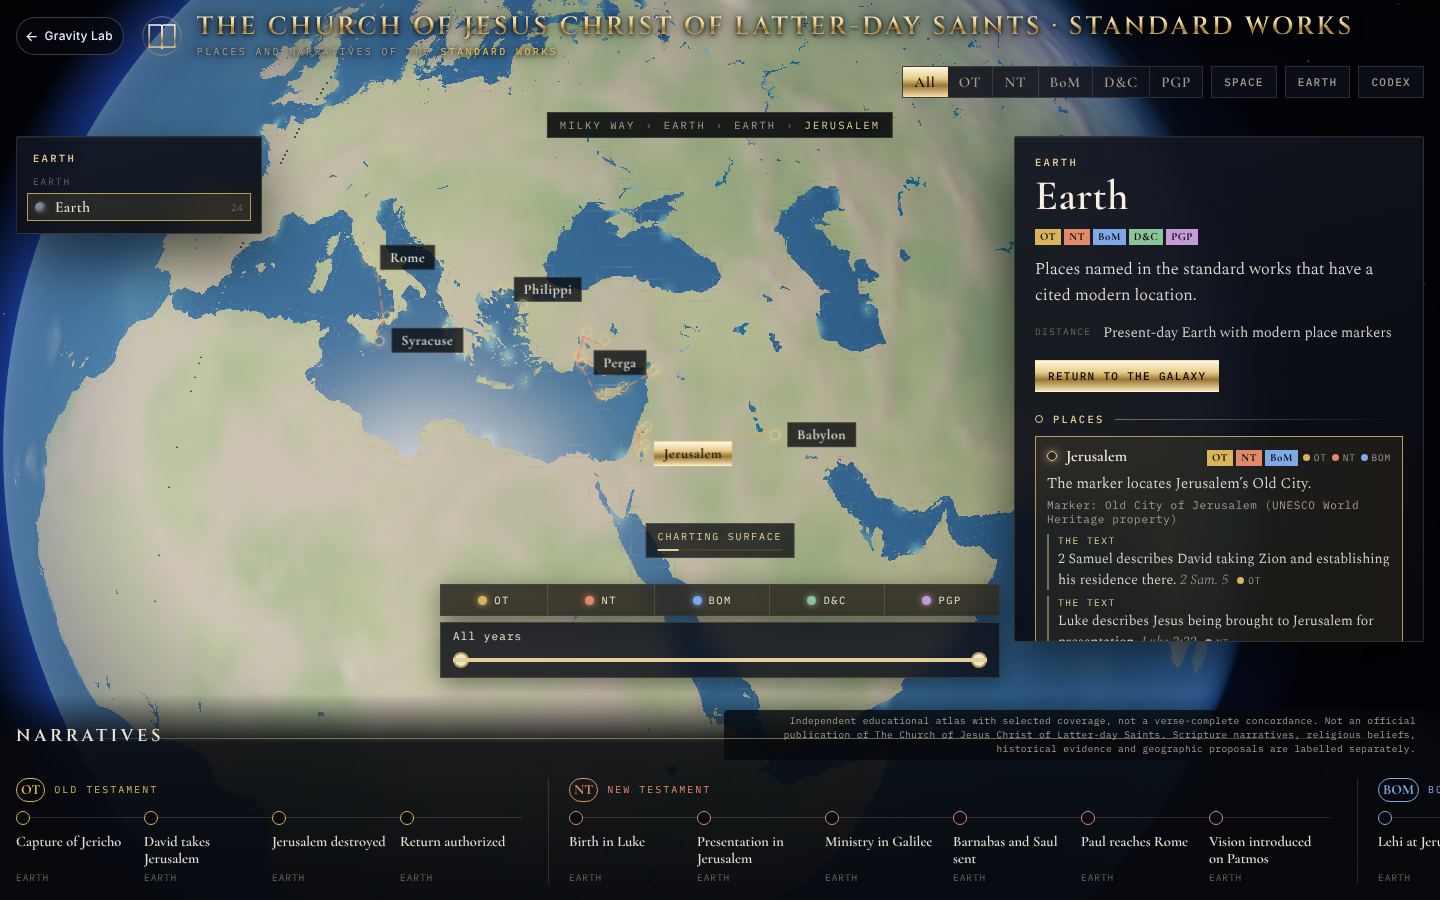 ← Gravity Lab
THE CHURCH OF JESUS CHRIST OF LATTER-DAY SAINTS · STANDARD WORKS
PLACES AND NARRATIVES OF THE STANDARD WORKS
All OT NT BoM D&C PGP SPACE EARTH CODEX
MILKY WAY › EARTH › EARTH › JERUSALEM
EARTH
EARTH
Earth 24
Rome
Philippi
Syracuse
Perga
Babylon
Jerusalem
CHARTING SURFACE
OT NT BOM D&C PGP
All years
EARTH
Earth
OT NT BoM D&C PGP
Places named in the standard works that have a
cited modern location.
DISTANCE Present-day Earth with modern place markers
RETURN TO THE GALAXY
PLACES
Jerusalem OT NT BoM OT NT BOM
The marker locates Jerusalem's Old City.
Marker: Old City of Jerusalem (UNESCO World
Heritage property)
THE TEXT
2 Samuel describes David taking Zion and establishing
his residence there. 2 Sam. 5 OT
THE TEXT
Luke describes Jesus being brought to Jerusalem for
presentation. Luke 2:22 NT
Independent educational atlas with selected coverage, not a verse-complete concordance. Not an official
publication of The Church of Jesus Christ of Latter-day Saints. Scripture narratives, religious beliefs,
historical evidence and geographic proposals are labelled separately.
NARRATIVES
OT OLD TESTAMENT
Capture of Jericho
EARTH
David takes
Jerusalem
EARTH
Jerusalem destroyed
EARTH
Return authorized
EARTH
NT NEW TESTAMENT
Birth in Luke
EARTH
Presentation in
Jerusalem
EARTH
Ministry in Galilee
EARTH
Barnabas and Saul
sent
EARTH
Paul reaches Rome
EARTH
Vision introduced
on Patmos
EARTH
BOM
Lehi at
EARTH